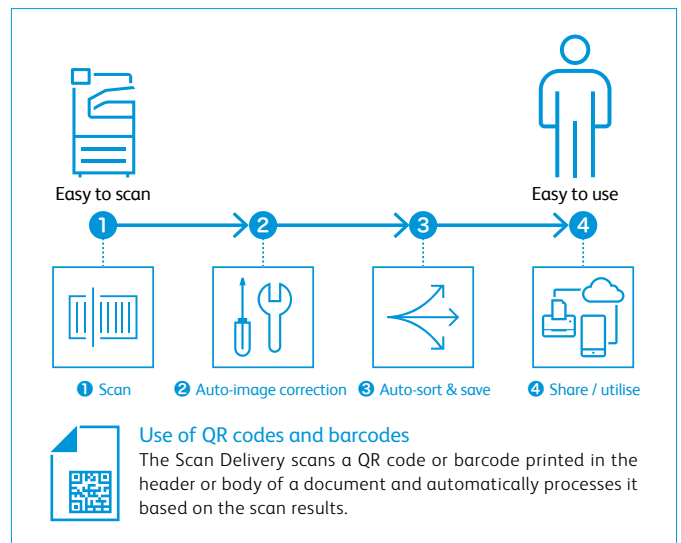 Easy to scan
Easy to use
1
2
3
4
❶ Scan
❷ Auto-image correction
❸ Auto-sort & save
❹ Share / utilise
Use of QR codes and barcodes
The Scan Delivery scans a QR code or barcode printed in the
header or body of a document and automatically processes it
based on the scan results.